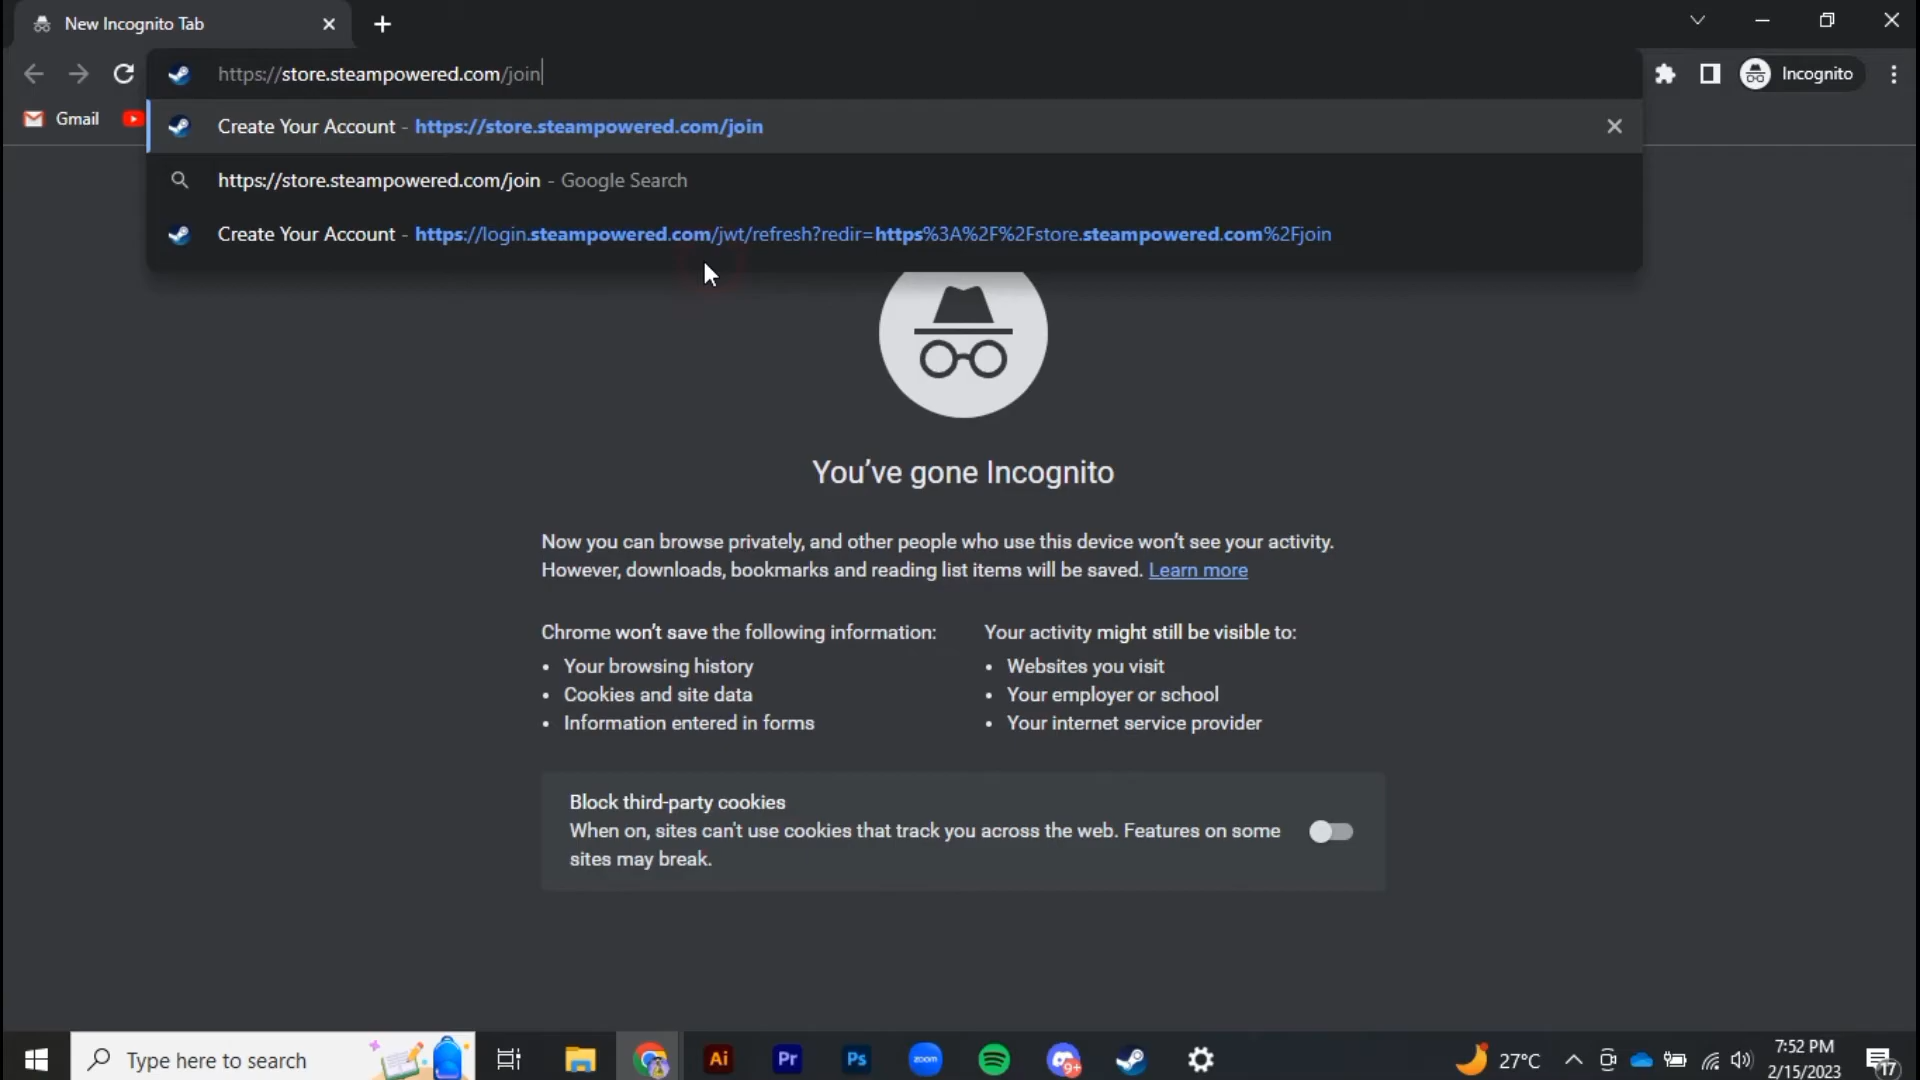 New Incognito Tab
https://store.steampowered.com/join
Incognito
Gmail
Create Your Account - https://store.steampowered.com/join
https://store.steampowered.com/join - Google Search
Create Your Account - https://login.steampowered.com/jwt/refresh?redir=https%3A%2F%2Fstore.steampowered.com%2Fjoin
You've gone Incognito
Now you can browse privately, and other people who use this device won't see your activity.
However, downloads, bookmarks and reading list items will be saved. Learn more
Chrome won't save the following information:
• Your browsing history
• Cookies and site data
• Information entered in forms
Your activity might still be visible to:
• Websites you visit
• Your employer or school
• Your internet service provider
Block third-party cookies
When on, sites can't use cookies that track you across the web. Features on some
sites may break.
Type here to search
Ai
Pr
Ps
zoom
9+
27°C
7:52 PM
2/15/2023
17